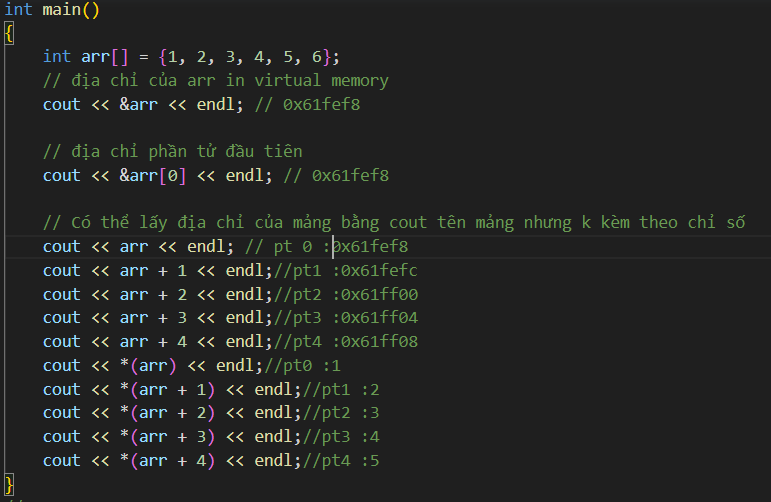 int main()
{
    int arr[] = {1, 2, 3, 4, 5, 6};
    // địa chỉ của arr in virtual memory
    cout << &arr << endl; // 0x61fef8
    // địa chỉ phần tử đầu tiên
    cout << &arr[0] << endl; // 0x61fef8
    // Có thể lấy địa chỉ của mảng bằng cout tên mảng nhưng k kèm theo chỉ số
    cout << arr << endl; // pt 0 :0x61fef8
    cout << arr + 1 << endl;//pt1 :0x61fefc
    cout << arr + 2 << endl;//pt2 :0x61ff00
    cout << arr + 3 << endl;//pt3 :0x61ff04
    cout << arr + 4 << endl;//pt4 :0x61ff08
    cout << *(arr) << endl;//pt0 :1
    cout << *(arr + 1) << endl;//pt1 :2
    cout << *(arr + 2) << endl;//pt2 :3
    cout << *(arr + 3) << endl;//pt3 :4
    cout << *(arr + 4) << endl;//pt4 :5
}